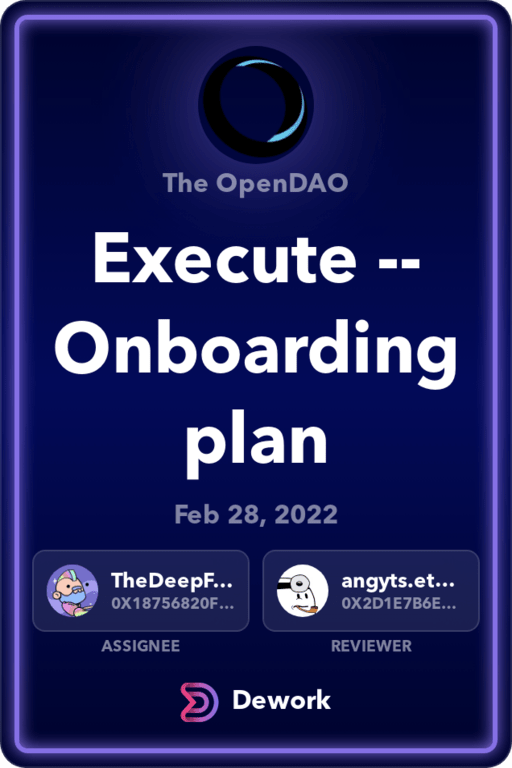 The OpenDAO
Execute --
Onboarding
plan
Feb 28, 2022
TheDeepF...
0X18756820F...
ASSIGNEE
angyts.et...
0X2D1E7B6E...
REVIEWER
Dework